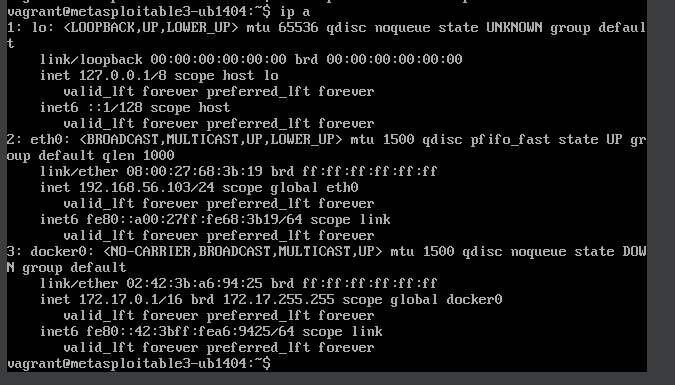 vagrant@metasploitable3-ub1404:~$ ip a
1: lo: <LOOPBACK,UP,LOWER_UP> mtu 65536 qdisc noqueue state UNKNOWN group defaul
t
    link/loopback 00:00:00:00:00:00 brd 00:00:00:00:00:00
    inet 127.0.0.1/8 scope host lo
       valid_lft forever preferred_lft forever
    inet6 ::1/128 scope host
       valid_lft forever preferred_lft forever
2: eth0: <BROADCAST,MULTICAST,UP,LOWER_UP> mtu 1500 qdisc pfifo_fast state UP gr
oup default qlen 1000
    link/ether 08:00:27:68:3b:19 brd ff:ff:ff:ff:ff:ff
    inet 192.168.56.103/24 scope global eth0
       valid_lft forever preferred_lft forever
    inet6 fe80::a00:27ff:fe68:3b19/64 scope link
       valid_lft forever preferred_lft forever
3: docker0: <NO-CARRIER,BROADCAST,MULTICAST,UP> mtu 1500 qdisc noqueue state DOW
N group default
    link/ether 02:42:3b:a6:94:25 brd ff:ff:ff:ff:ff:ff
    inet 172.17.0.1/16 brd 172.17.255.255 scope global docker0
       valid_lft forever preferred_lft forever
    inet6 fe80::42:3bff:fea6:9425/64 scope link
       valid_lft forever preferred_lft forever
vagrant@metasploitable3-ub1404:~$